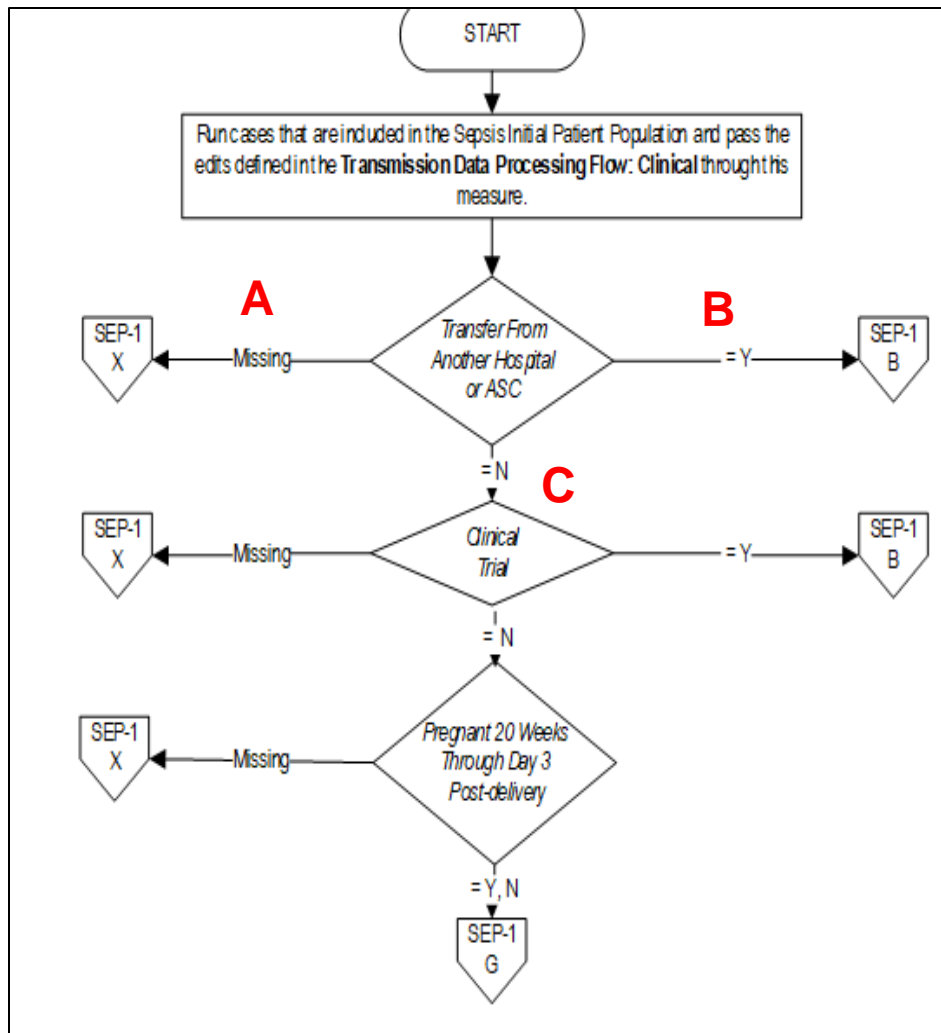 START
Run cases that are included in the Sepsis Initial Patient Population and pass the
edits defined in the Transmission Data Processing Flow: Clinical throught his
measure.
A
B
SEP-1
X
Missing
Transfer From
Another Hospital
or ASC
= Y
SEP-1
B
= N
C
SEP-1
X
Missing
Clinical
Trial
= Y
SEP-1
B
= N
SEP-1
X
Missing
Pregnant 20 Weeks
Through Day 3
Post-delivery
= Y, N
SEP-1
G